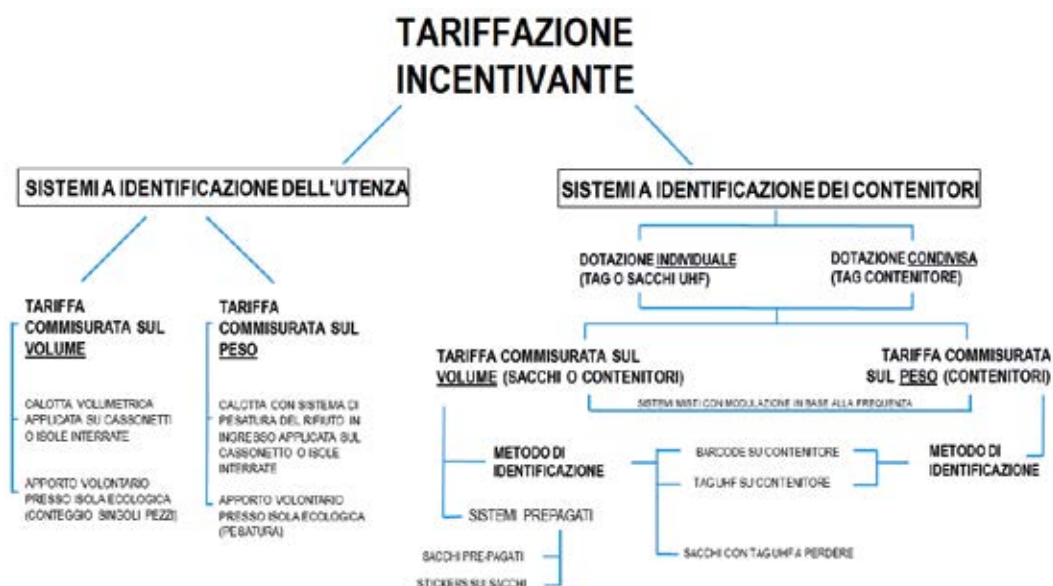 TARIFFAZIONE
INCENTIVANTE
SISTEMI A IDENTIFICAZIONE DELL'UTENZA
SISTEMI A IDENTIFICAZIONE DEI CONTENITORI
TARIFFA
COMMISURATA SUL
VOLUME
CALOTTA VOLUMETRICA
APPLICATA SU CASSONETTI
O ISOLE INTERRATE
APPORTO VOLONTARIO
PRESSO ISOLA ECOLOGICA
(CONTEGGIO SINGOLI PEZZI)
TARIFFA
COMMISURATA SUL
PESO
CALOTTA CON SISTEMA DI
PESATURA DEL RIFIUTO IN
INGRESSO APPLICATA SUL
CASSONETTO O ISOLE
INTERRATE
APPORTO VOLONTARIO
PRESSO ISOLA ECOLOGICA
(PESATURA)
DOTAZIONE INDIVIDUALE
(TAG O SACCHI UHF)
DOTAZIONE CONDIVISA
(TAG CONTENITORE)
TARIFFA COMMISURATA SUL
VOLUME (SACCHI O CONTENITORI)
TARIFFA COMMISURATA
SUL PESO (CONTENITORI)
SISTEMI MISTI CON MODULAZIONE IN BASE ALLA FREQUENZA
METODO DI
IDENTIFICAZIONE
BARCODE SU CONTENITORE
TAG UHF SU CONTENITORE
SACCHI CON TAG UHF A PERDERE
METODO DI
IDENTIFICAZIONE
SISTEMI PREPAGATI
SACCHI PRE-PAGATI
STICKERS SUI SACCHI